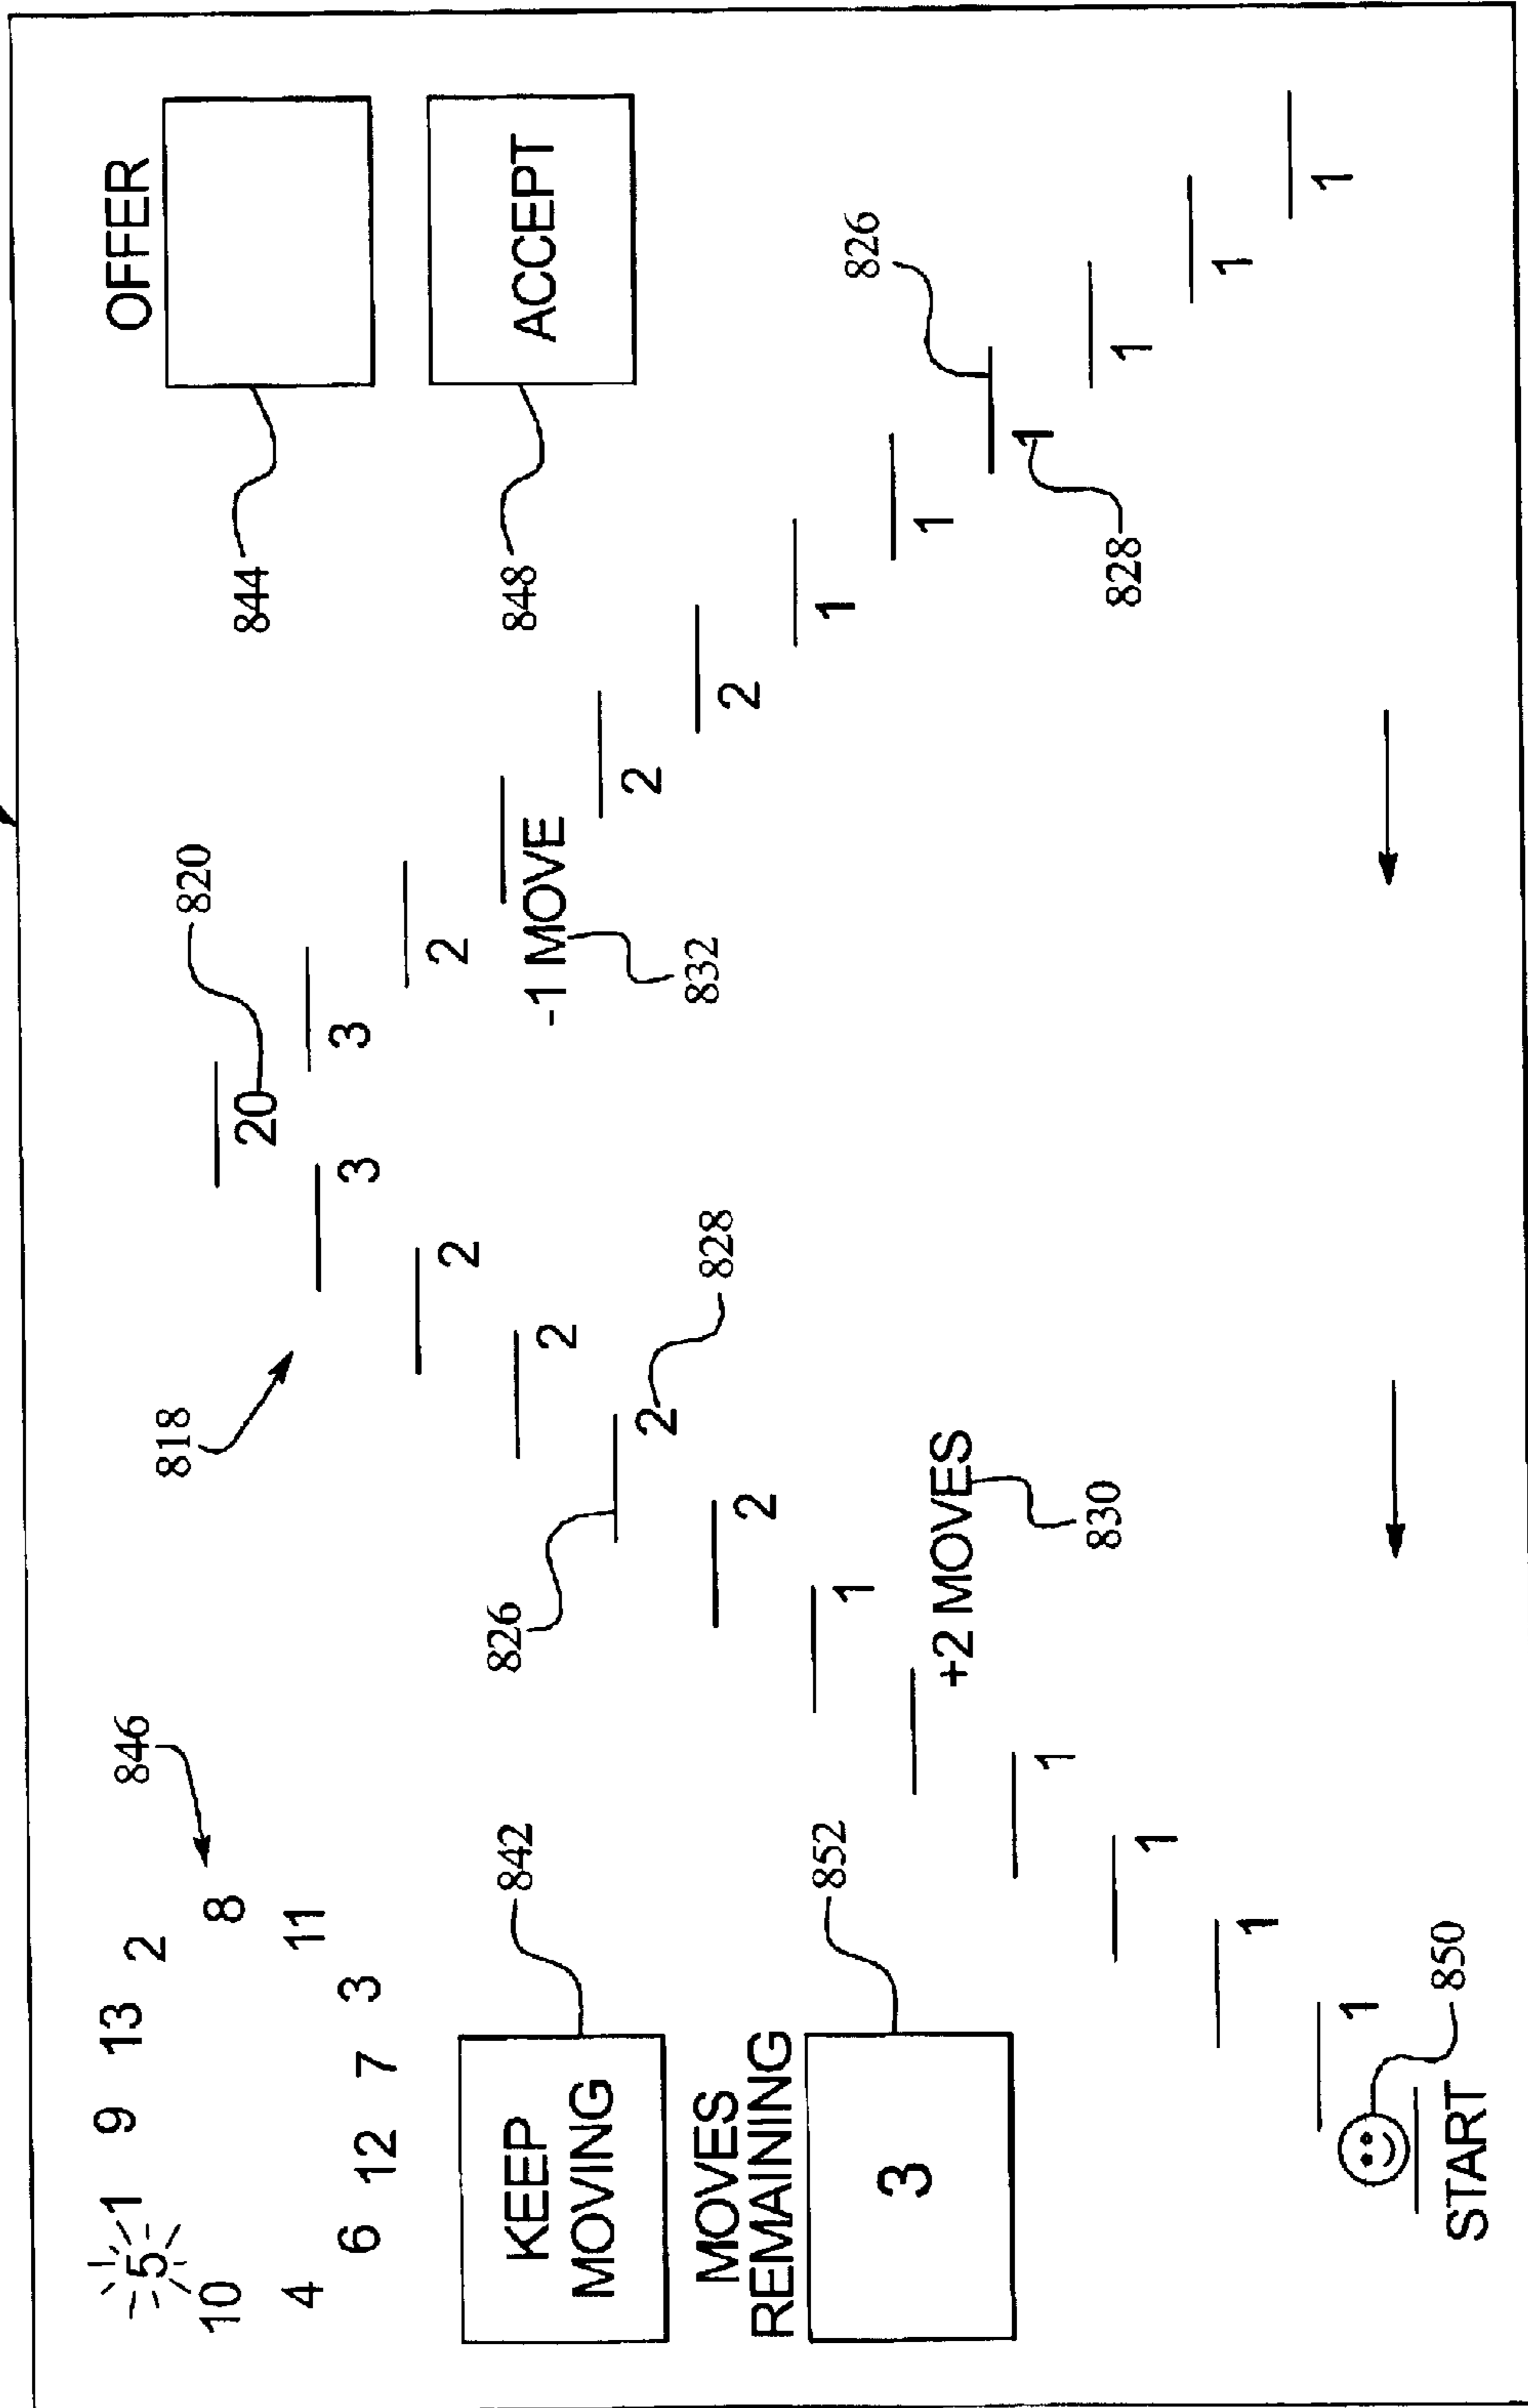 OFFER
5 1 9 13 2 846
10 8 818 820 844
4 11 20
6 12 7 3 3 3
2 2
KEEP 842 826 2 -1 MOVE 848 ACCEPT
MOVING
2 2
MOVES 828 832
REMAINING 2 2
852 1 1 826
3 +2 MOVES 1
1 1
830 828
1 1
1 1
1 1
START 850